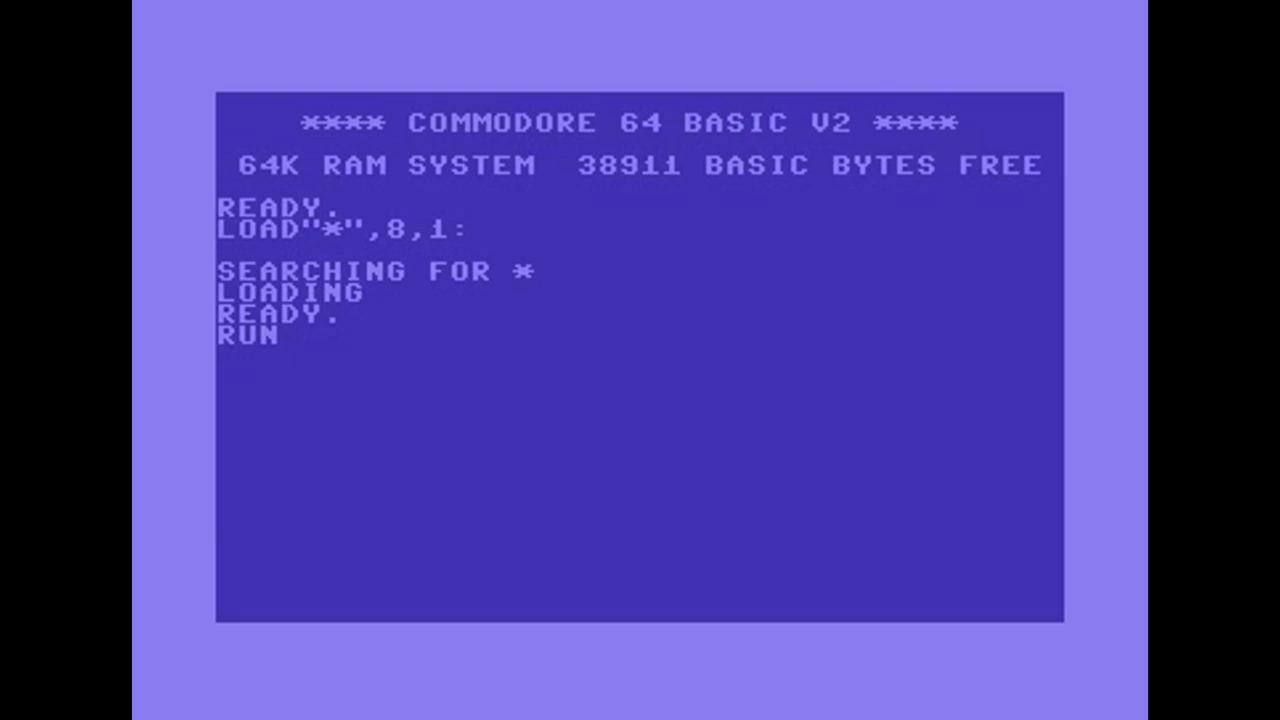 **** COMMODORE 64 BASIC V2 ****
64K RAM SYSTEM  38911 BASIC BYTES FREE
READY.
LOAD"*",8,1:
SEARCHING FOR *
LOADING
READY.
RUN